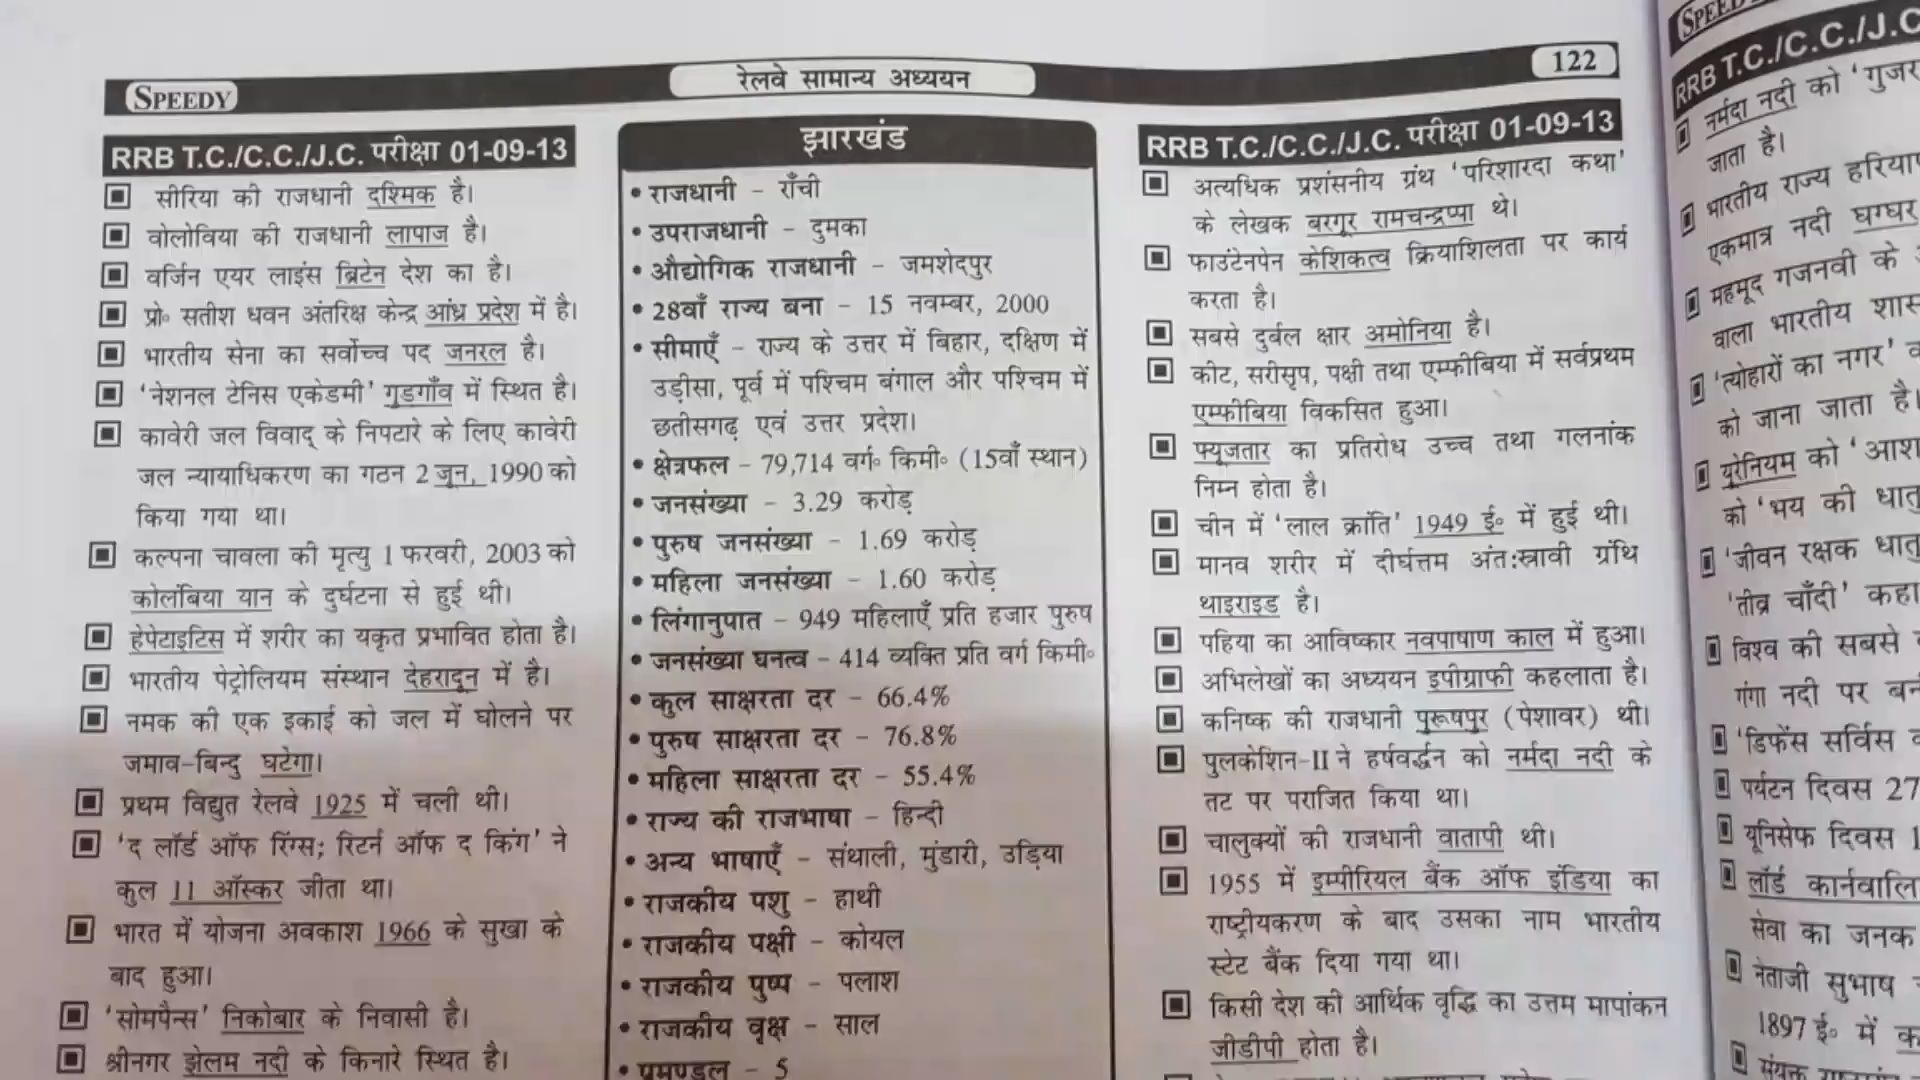 SPEEDY
रेलवे सामान्य अध्ययन
122
RRB T.C./C.C./J.C. परीक्षा 01-09-13
सीरिया की राजधानी दश्मिक है।
वोलोविया की राजधानी लापाज है।
वर्जिन एयर लाइंस ब्रिटेन देश का है।
प्रो॰ सतीश धवन अंतरिक्ष केन्द्र आंध्र प्रदेश में है।
भारतीय सेना का सर्वोच्च पद जनरल है।
'नेशनल टेनिस एकेडमी' गुडगाँव में स्थित है।
कावेरी जल विवाद् के निपटारे के लिए कावेरी
जल न्यायाधिकरण का गठन 2 जून, 1990 को
किया गया था।
कल्पना चावला की मृत्यु 1 फरवरी, 2003 को
कोलंबिया यान के दुर्घटना से हुई थी।
हेपेटाइटिस में शरीर का यकृत प्रभावित होता है।
भारतीय पेट्रोलियम संस्थान देहरादून में है।
नमक की एक इकाई को जल में घोलने पर
जमाव-बिन्दु घटेगा।
प्रथम विद्युत रेलवे 1925 में चली थी।
'द लॉर्ड ऑफ रिंग्स; रिटर्न ऑफ द किंग' ने
कुल 11 ऑस्कर जीता था।
भारत में योजना अवकाश 1966 के सुखा के
बाद हुआ।
'सोमपैन्स' निकोबार के निवासी है।
श्रीनगर झेलम नदी के किनारे स्थित है।
झारखंड
• राजधानी – राँची
• उपराजधानी – दुमका
• औद्योगिक राजधानी – जमशेदपुर
• 28वाँ राज्य बना – 15 नवम्बर, 2000
• सीमाएँ – राज्य के उत्तर में बिहार, दक्षिण में
उड़ीसा, पूर्व में पश्चिम बंगाल और पश्चिम में
छतीसगढ़ एवं उत्तर प्रदेश।
• क्षेत्रफल – 79,714 वर्ग॰ किमी॰ (15वाँ स्थान)
• जनसंख्या – 3.29 करोड़
• पुरुष जनसंख्या – 1.69 करोड़
• महिला जनसंख्या – 1.60 करोड़
• लिंगानुपात – 949 महिलाएँ प्रति हजार पुरुष
• जनसंख्या घनत्व – 414 व्यक्ति प्रति वर्ग किमी॰
• कुल साक्षरता दर – 66.4%
• पुरुष साक्षरता दर – 76.8%
• महिला साक्षरता दर – 55.4%
• राज्य की राजभाषा – हिन्दी
• अन्य भाषाएँ – संथाली, मुंडारी, उड़िया
• राजकीय पशु – हाथी
• राजकीय पक्षी – कोयल
• राजकीय पुष्प – पलाश
• राजकीय वृक्ष – साल
• प्रमण्डल – 5
RRB T.C./C.C./J.C. परीक्षा 01-09-13
अत्यधिक प्रशंसनीय ग्रंथ 'परिशारदा कथा'
के लेखक बरगूर रामचन्द्रप्पा थे।
फाउंटेनपेन केशिकत्व क्रियाशिलता पर कार्य
करता है।
सबसे दुर्बल क्षार अमोनिया है।
कीट, सरीसृप, पक्षी तथा एम्फीबिया में सर्वप्रथम
एम्फीबिया विकसित हुआ।
फ्यूजतार का प्रतिरोध उच्च तथा गलनांक
निम्न होता है।
चीन में 'लाल क्रांति' 1949 ई॰ में हुई थी।
मानव शरीर में दीर्घत्तम अंत:स्त्रावी ग्रंथि
थाइराइड है।
पहिया का आविष्कार नवपाषाण काल में हुआ।
अभिलेखों का अध्ययन इपीग्राफी कहलाता है।
कनिष्क की राजधानी पुरूषपुर (पेशावर) थी।
पुलकेशिन-II ने हर्षवर्द्धन को नर्मदा नदी के
तट पर पराजित किया था।
चालुक्यों की राजधानी वातापी थी।
1955 में इम्पीरियल बैंक ऑफ इंडिया का
राष्ट्रीयकरण के बाद उसका नाम भारतीय
स्टेट बैंक दिया गया था।
किसी देश की आर्थिक वृद्धि का उत्तम मापांकन
जीडीपी होता है।
RRB T.C./C.C./J.C
नर्मदा नदी को 'गुजर
जाता है।
भारतीय राज्य
एकमात्र नदी घग्घर
महमूद गजनवी के
वाला भारतीय
'त्योहारों का नगर'
को जाना जाता है।
यूरेनियम को
को 'भय की धातु
'जीवन रक्षक धातु
'तीव्र चाँदी' कहा
विश्व की सबसे
गंगा नदी पर
'डिफेंस सर्विस
पर्यटन दिवस 27
यूनिसेफ दिवस 1
लॉर्ड
सेवा का जनक
नेताजी सुभाष
1897 ई॰ में